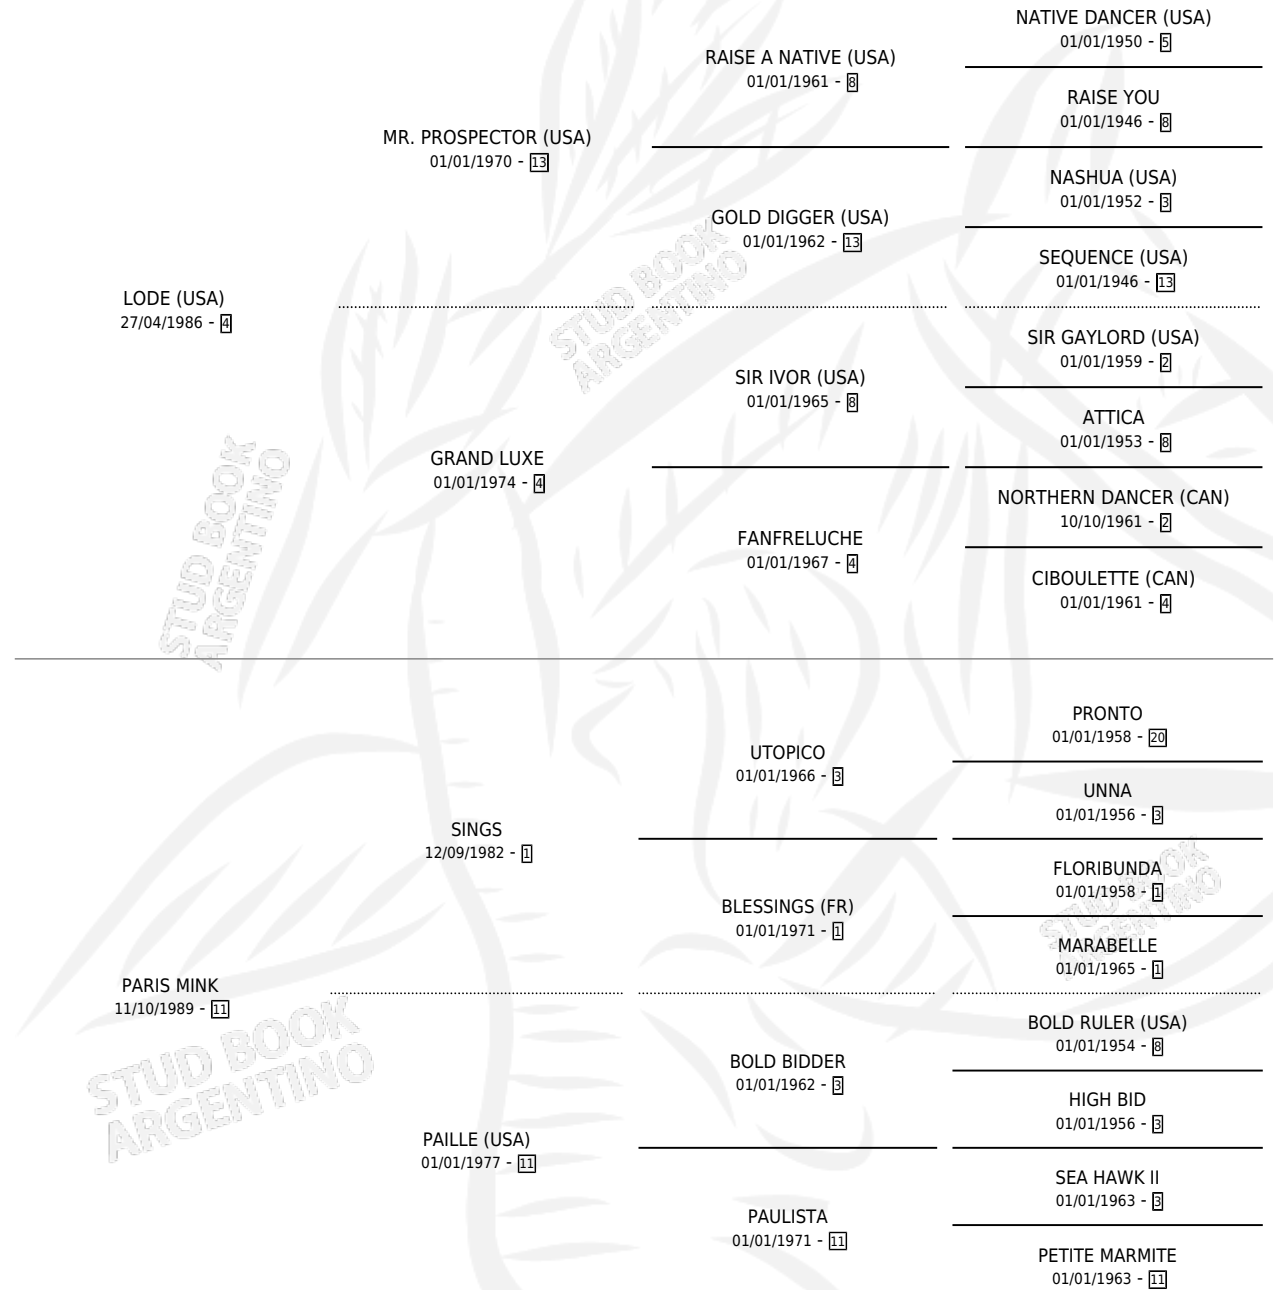 NATIVE DANCER (USA)
01/01/1950 - 5
RAISE A NATIVE (USA)
01/01/1961 - 8
RAISE YOU
01/01/1946 - 8
MR. PROSPECTOR (USA)
01/01/1970 - 13
NASHUA (USA)
01/01/1952 - 3
GOLD DIGGER (USA)
01/01/1962 - 13
SEQUENCE (USA)
01/01/1946 - 13
LODE (USA)
27/04/1986 - 4
SIR GAYLORD (USA)
01/01/1959 - 2
SIR IVOR (USA)
01/01/1965 - 8
ATTICA
01/01/1953 - 8
GRAND LUXE
01/01/1974 - 4
NORTHERN DANCER (CAN)
10/10/1961 - 2
FANFRELUCHE
01/01/1967 - 4
CIBOULETTE (CAN)
01/01/1961 - 4
PRONTO
01/01/1958 - 20
UTOPICO
01/01/1966 - 3
UNNA
01/01/1956 - 3
SINGS
12/09/1982 - 1
FLORIBUNDA
01/01/1958 - 1
BLESSINGS (FR)
01/01/1971 - 1
MARABELLE
01/01/1965 - 1
PARIS MINK
11/10/1989 - 11
BOLD RULER (USA)
01/01/1954 - 8
BOLD BIDDER
01/01/1962 - 3
HIGH BID
01/01/1956 - 3
PAILLE (USA)
01/01/1977 - 11
SEA HAWK II
01/01/1963 - 3
PAULISTA
01/01/1971 - 11
PETITE MARMITE
01/01/1963 - 11
STUD BOOK
ARGENTINO
STUD BOOK
ARGENTINO
STUD BOOK
ARGENTINO
STUD BOOK
ARGENTINO